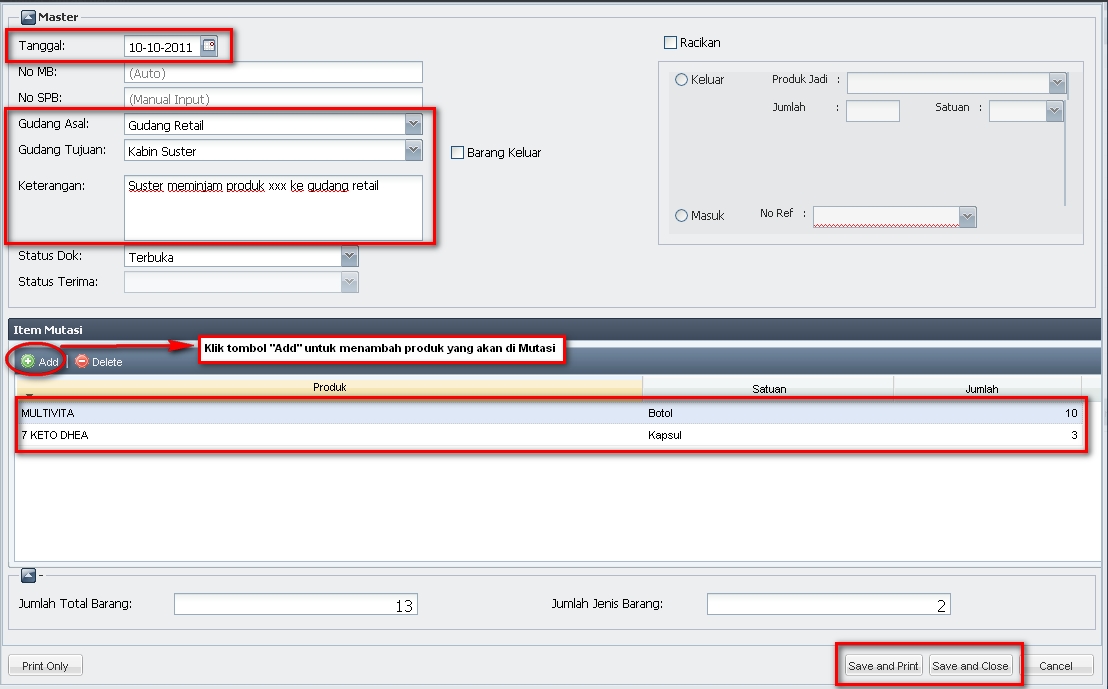 Master
Tanggal: 10-10-2011
Racikan
No MB: (Auto)
Keluar Produk Jadi :
No SPB: (Manual Input)
Jumlah : Satuan :
Gudang Asal: Gudang Retail
Gudang Tujuan: Kabin Suster
Barang Keluar
Keterangan: Suster meminjam produk xxx ke gudang retail
Masuk No Ref :
Status Dok: Terbuka
Status Terima:
Item Mutasi
Klik tombol "Add" untuk menambah produk yang akan di Mutasi
Add Delete
Produk Satuan Jumlah
MULTIVITA Botol 10
7 KETO DHEA Kapsul 3
-
Jumlah Total Barang: 13 Jumlah Jenis Barang: 2
Print Only Save and Print Save and Close Cancel